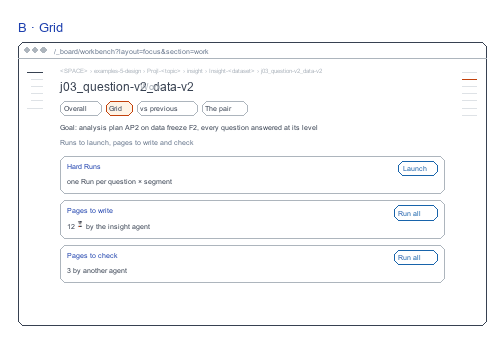 B · Grid
/_board/workbench?layout=focus&section=work
<SPACE> › examples-5-design › Proj-<topic> › insight › Insight-<dataset> › j03_question-v2_data-v2
j03_question-v2_data-v2
Overall
Grid
vs previous
The pair
Goal: analysis plan AP2 on data freeze F2, every question answered at its level
Runs to launch, pages to write and check
Hard Runs
Launch
one Run per question × segment
Pages to write
Run all
12 by the insight agent
Pages to check
Run all
3 by another agent